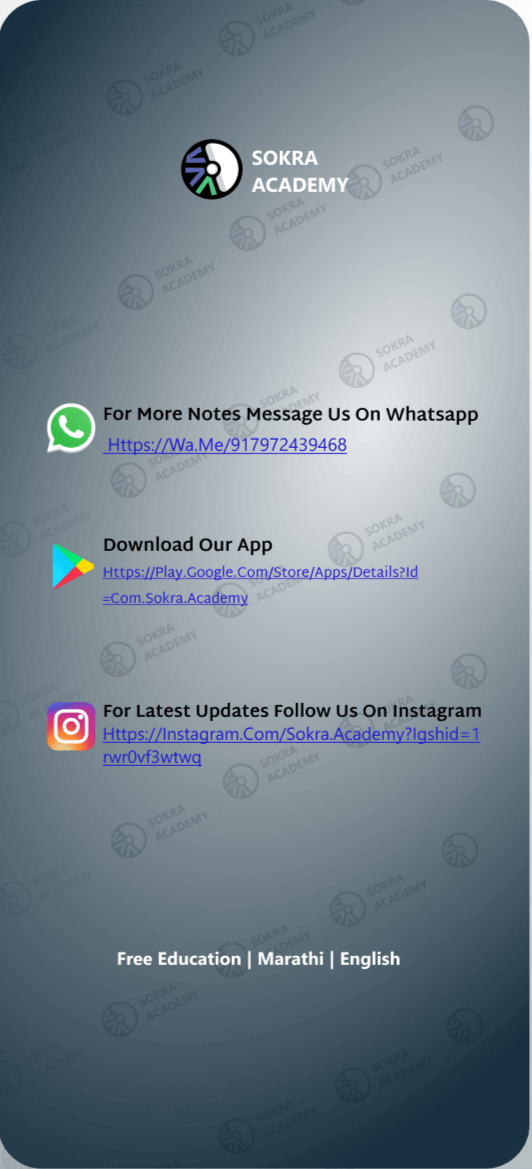 SOKRA
ACADEMY
For More Notes Message Us On Whatsapp
Https://Wa.Me/917972439468
Download Our App
Https://Play.Google.Com/Store/Apps/Details?Id
=Com.Sokra.Academy
For Latest Updates Follow Us On Instagram
Https://Instagram.Com/Sokra.Academy?Igshid=1
rwr0vf3wtwq
Free Education | Marathi | English